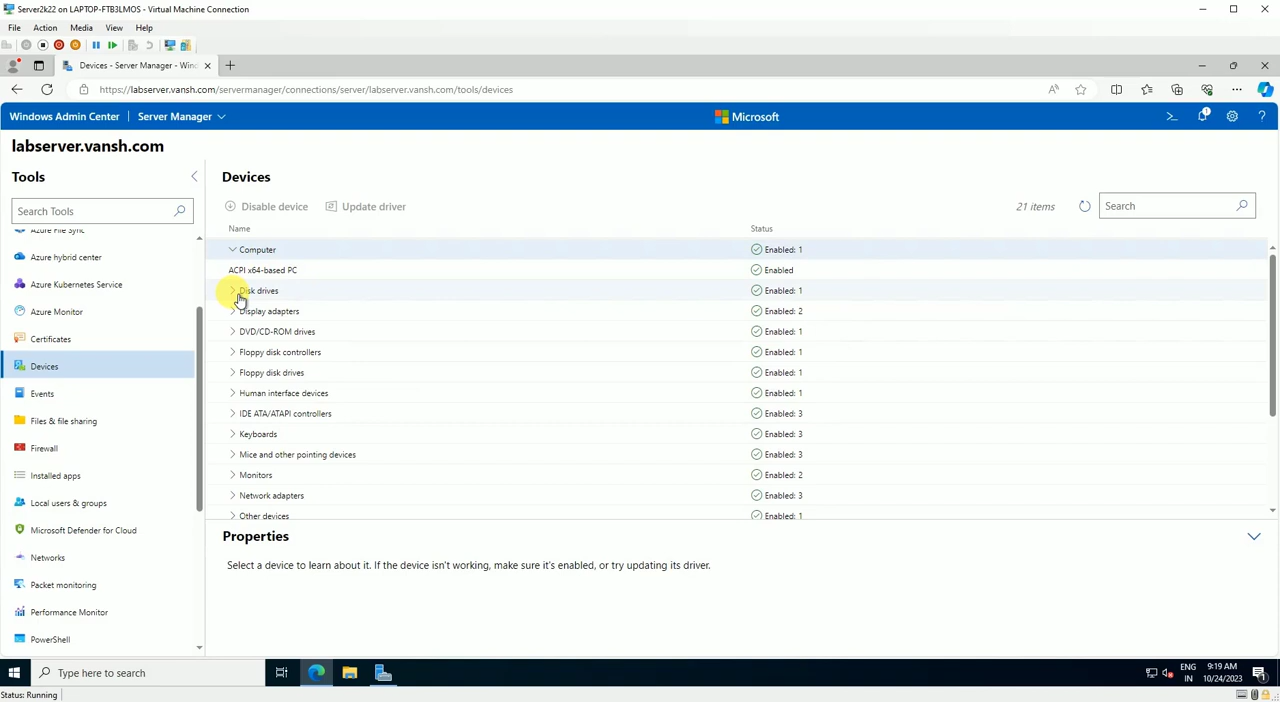 Server2k22 on LAPTOP-FTB3LMOS - Virtual Machine Connection
File Action Media View Help
Devices - Server Manager - Wind
https://labserver.vansh.com/servermanager/connections/server/labserver.vansh.com/tools/devices
Windows Admin Center | Server Manager
Microsoft
labserver.vansh.com
Tools
Search Tools
Azure File Sync
Azure hybrid center
Azure Kubernetes Service
Azure Monitor
Certificates
Devices
Events
Files & file sharing
Firewall
Installed apps
Local users & groups
Microsoft Defender for Cloud
Networks
Packet monitoring
Performance Monitor
PowerShell
Devices
Disable device Update driver
21 items
Search
Name Status
Computer Enabled: 1
ACPI x64-based PC Enabled
Disk drives Enabled: 1
Display adapters Enabled: 2
DVD/CD-ROM drives Enabled: 1
Floppy disk controllers Enabled: 1
Floppy disk drives Enabled: 1
Human interface devices Enabled: 1
IDE ATA/ATAPI controllers Enabled: 3
Keyboards Enabled: 3
Mice and other pointing devices Enabled: 3
Monitors Enabled: 2
Network adapters Enabled: 3
Other devices Enabled: 1
Properties
Select a device to learn about it. If the device isn't working, make sure it's enabled, or try updating its driver.
Type here to search
ENG
IN
9:19 AM
10/24/2023
Status: Running